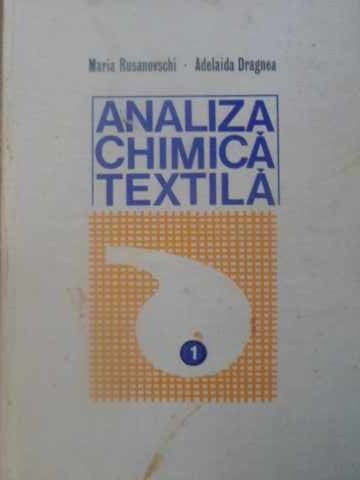 Maria Rusanovschi · Adelaida Dragnea
ANALIZA
CHIMICĂ
TEXTILĂ
1